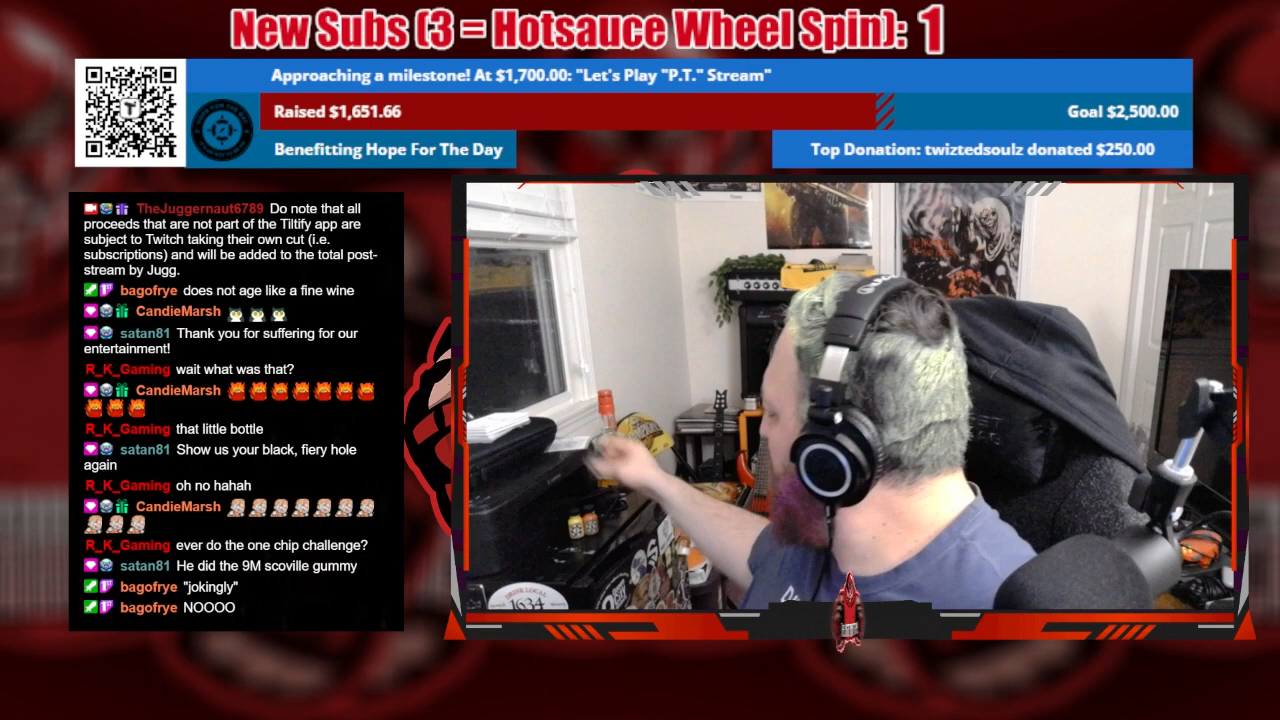 New Subs (3 = Hotsauce Wheel Spin): 1
Approaching a milestone! At $1,700.00: "Let's Play "P.T." Stream"
Raised $1,651.66
Goal $2,500.00
Benefitting Hope For The Day
Top Donation: twiztedsoulz donated $250.00
TheJuggernaut6789 Do note that all
proceeds that are not part of the Tiltify app are
subject to Twitch taking their own cut (i.e.
subscriptions) and will be added to the total post-
stream by Jugg.
bagofrye does not age like a fine wine
CandieMarsh
satan81 Thank you for suffering for our
entertainment!
R_K_Gaming wait what was that?
CandieMarsh
R_K_Gaming that little bottle
satan81 Show us your black, fiery hole
again
R_K_Gaming oh no hahah
CandieMarsh
R_K_Gaming ever do the one chip challenge?
satan81 He did the 9M scoville gummy
bagofrye "jokingly"
bagofrye NOOOO
DRINK LOCAL
1634